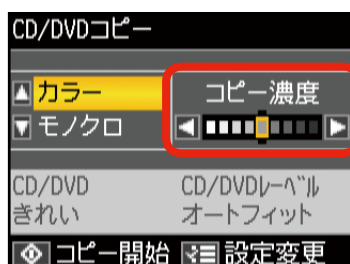 CD/DVDコピー
カラー
コピー濃度
モノクロ
CD/DVD
CD/DVDレーベル
きれい
オートフィット
コピー開始
設定変更